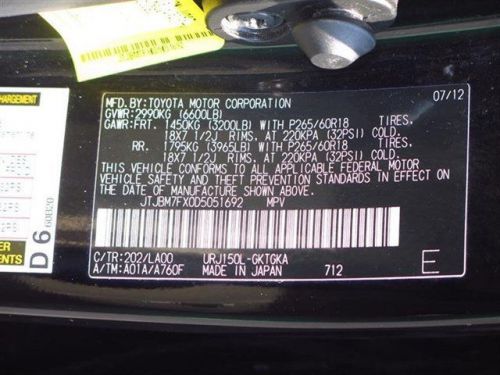 MFD. BY: TOYOTA MOTOR CORPORATION 07/12
GVWR: 2990KG (6600LB)
GAWR: FRT. 1450KG (3200LB) WITH P265/60R18 TIRES,
18X7 1/2J RIMS, AT 220KPA (32PSI) COLD.
RR. 1795KG (3965LB) WITH P265/60R18 TIRES,
18X7 1/2J RIMS, AT 220KPA (32PSI) COLD.
THIS VEHICLE CONFORMS TO ALL APPLICABLE FEDERAL MOTOR
VEHICLE SAFETY AND THEFT PREVENTION STANDARDS IN EFFECT ON
THE DATE OF MANUFACTURE SHOWN ABOVE.
JTJBM7FX0D5051692 MPV
C/TR: 202/LA00 URJ150L-GKTGKA
A/TM: A01A/A760F MADE IN JAPAN 712 E
D6
60B20